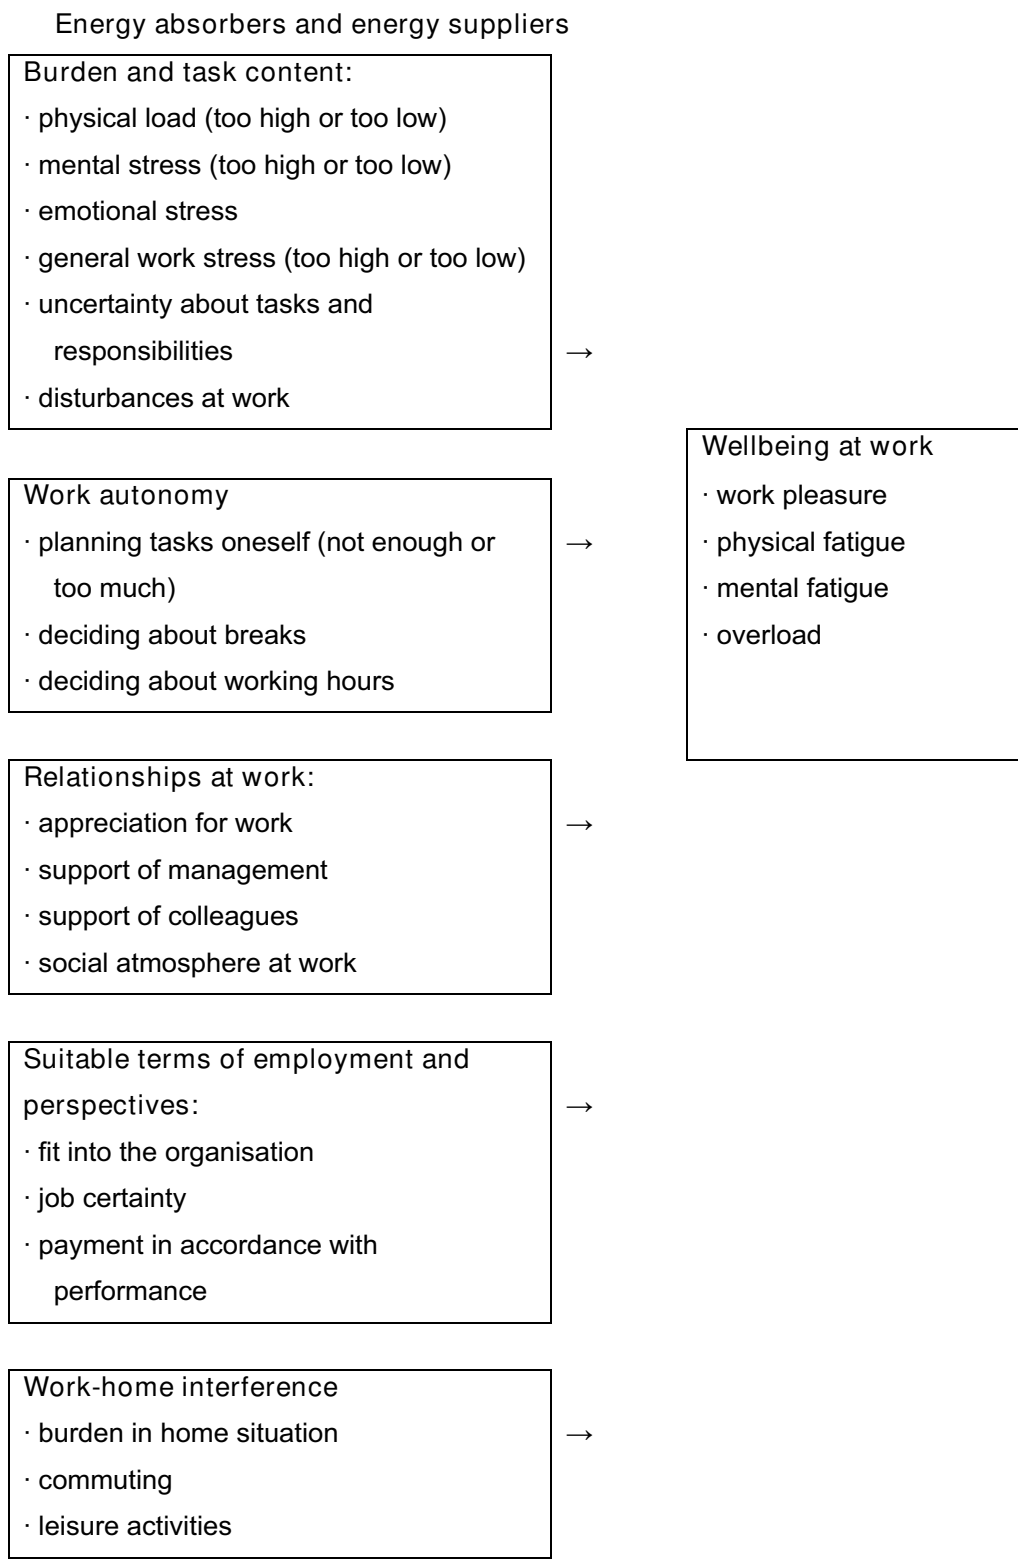 Energy absorbers and energy suppliers
Burden and task content:
· physical load (too high or too low)
· mental stress (too high or too low)
· emotional stress
· general work stress (too high or too low)
· uncertainty about tasks and
responsibilities
→
· disturbances at work
Work autonomy
· planning tasks oneself (not enough or
too much)
→
· deciding about breaks
· deciding about working hours
Relationships at work:
· appreciation for work
→
· support of management
· support of colleagues
· social atmosphere at work
Suitable terms of employment and
perspectives:
→
· fit into the organisation
· job certainty
· payment in accordance with
performance
Work-home interference
· burden in home situation
→
· commuting
· leisure activities
Wellbeing at work
· work pleasure
· physical fatigue
· mental fatigue
· overload